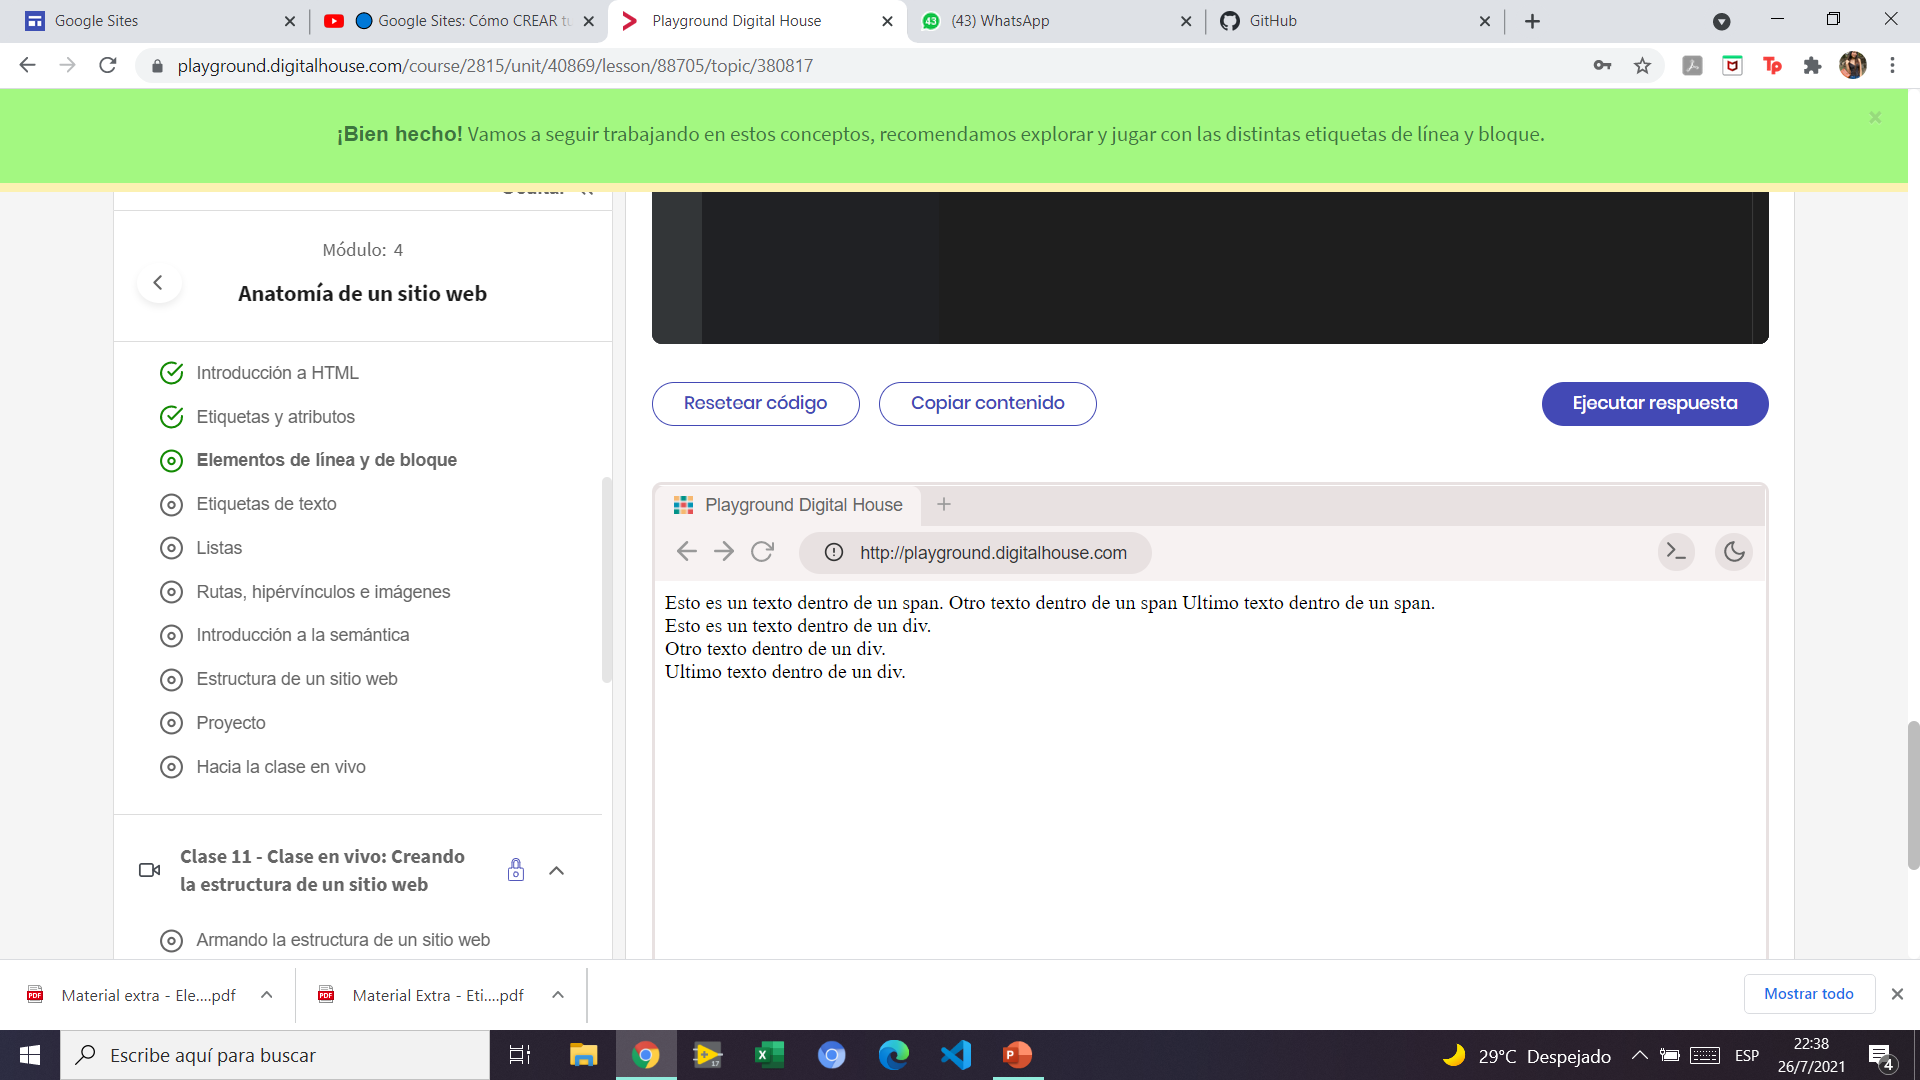 Google Sites
Google Sites: Cómo CREAR tu
Playground Digital House
(43) WhatsApp
GitHub
playground.digitalhouse.com/course/2815/unit/40869/lesson/88705/topic/380817
¡Bien hecho! Vamos a seguir trabajando en estos conceptos, recomendamos explorar y jugar con las distintas etiquetas de línea y bloque.
Módulo: 4
Anatomía de un sitio web
Introducción a HTML
Etiquetas y atributos
Elementos de línea y de bloque
Etiquetas de texto
Listas
Rutas, hipérvínculos e imágenes
Introducción a la semántica
Estructura de un sitio web
Proyecto
Hacia la clase en vivo
Clase 11 - Clase en vivo: Creando
la estructura de un sitio web
Armando la estructura de un sitio web
Resetear código
Copiar contenido
Ejecutar respuesta
Playground Digital House
http://playground.digitalhouse.com
Esto es un texto dentro de un span. Otro texto dentro de un span Ultimo texto dentro de un span.
Esto es un texto dentro de un div.
Otro texto dentro de un div.
Ultimo texto dentro de un div.
Material extra - Ele....pdf
Material Extra - Eti....pdf
Mostrar todo
Escribe aquí para buscar
29°C Despejado
ESP
22:38
26/7/2021
4